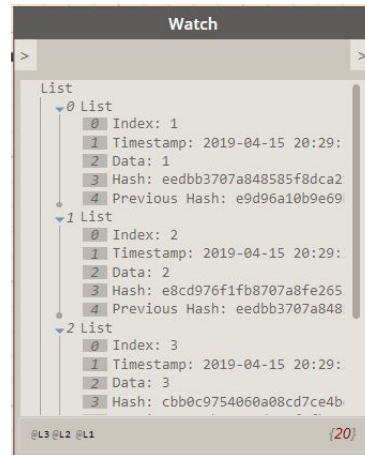 Watch
> >
List
0 List
0 Index: 1
1 Timestamp: 2019-04-15 20:29:
2 Data: 1
3 Hash: eedbb3707a848585f8dca2
4 Previous Hash: e9d96a10b9e69
1 List
0 Index: 2
1 Timestamp: 2019-04-15 20:29:
2 Data: 2
3 Hash: e8cd976f1fb8707a8fe265
4 Previous Hash: eedbb3707a848
2 List
0 Index: 3
1 Timestamp: 2019-04-15 20:29:
2 Data: 3
3 Hash: cbb0c9754060a08cd7ce4b
@L3 @L2 @L1 {20}